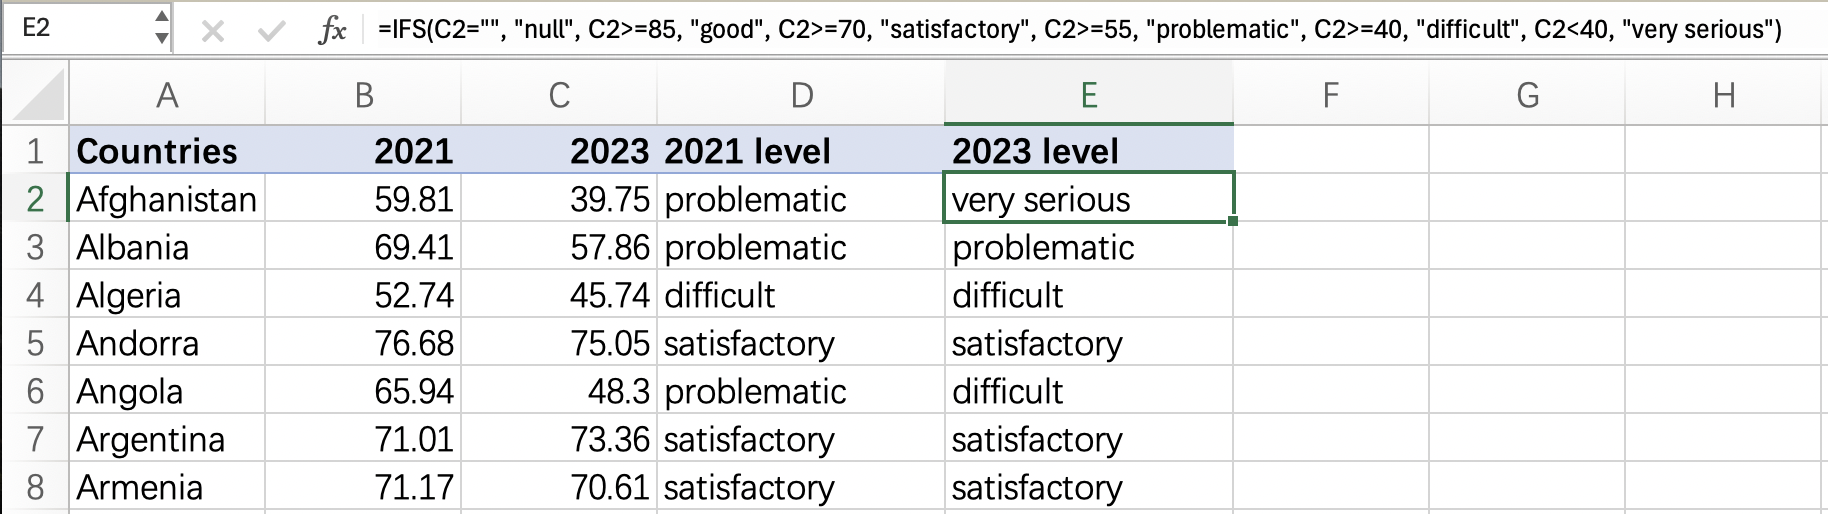 E2 fx =IFS(C2="", "null", C2>=85, "good", C2>=70, "satisfactory", C2>=55, "problematic", C2>=40, "difficult", C2<40, "very serious")
A B C D E F G H
1 Countries 2021 2023 2021 level 2023 level
2 Afghanistan 59.81 39.75 problematic very serious
3 Albania 69.41 57.86 problematic problematic
4 Algeria 52.74 45.74 difficult difficult
5 Andorra 76.68 75.05 satisfactory satisfactory
6 Angola 65.94 48.3 problematic difficult
7 Argentina 71.01 73.36 satisfactory satisfactory
8 Armenia 71.17 70.61 satisfactory satisfactory